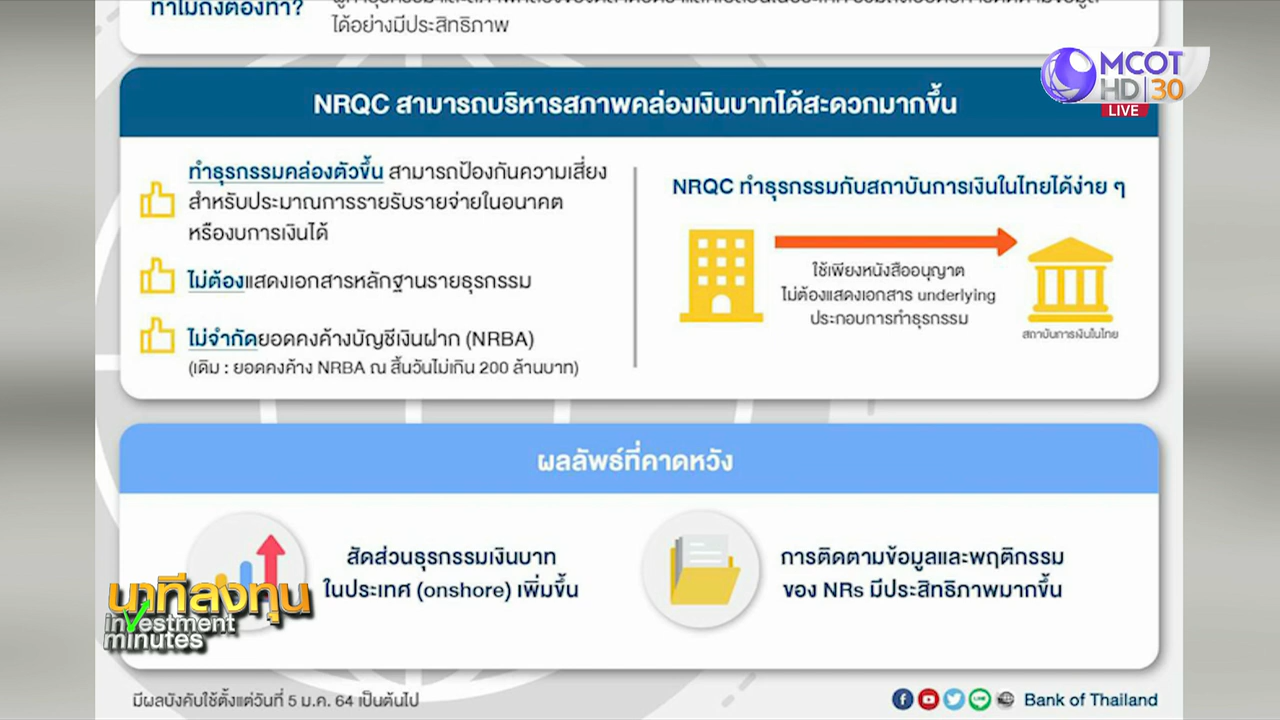 ทำไมถึงต้องทำ?
ได้อย่างมีประสิทธิภาพ
MCOT
HD 30
LIVE
NRQC สามารถบริหารสภาพคล่องเงินบาทได้สะดวกมากขึ้น
ทำธุรกรรมคล่องตัวขึ้น สามารถป้องกันความเสี่ยง
สำหรับประมาณการรายรับรายจ่ายในอนาคต
หรืองบการเงินได้
ไม่ต้องแสดงเอกสารหลักฐานรายธุรกรรม
ไม่จำกัดยอดคงค้างบัญชีเงินฝาก (NRBA)
(เดิม : ยอดคงค้าง NRBA ณ สิ้นวันไม่เกิน 200 ล้านบาท)
NRQC ทำธุรกรรมกับสถาบันการเงินในไทยได้ง่าย ๆ
ใช้เพียงหนังสืออนุญาต
ไม่ต้องแสดงเอกสาร underlying
ประกอบการทำธุรกรรม
สถาบันการเงินในไทย
ผลลัพธ์ที่คาดหวัง
สัดส่วนธุรกรรมเงินบาท
ในประเทศ (onshore) เพิ่มขึ้น
การติดตามข้อมูลและพฤติกรรม
ของ NRs มีประสิทธิภาพมากขึ้น
นาทีลงทุน
investment
minutes
มีผลบังคับใช้ตั้งแต่วันที่ 5 ม.ค. 64 เป็นต้นไป
Bank of Thailand